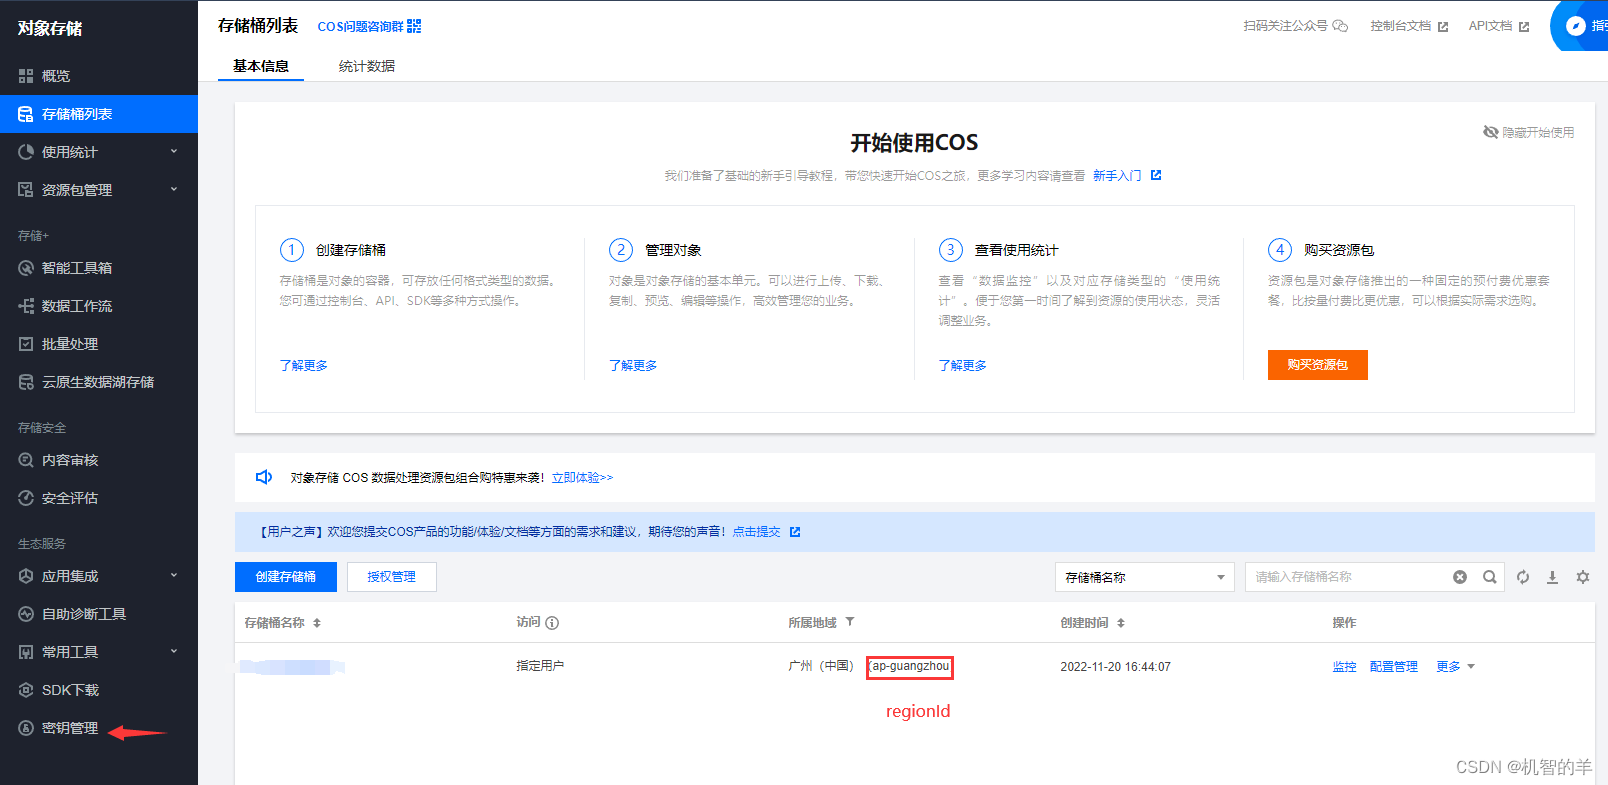 对象存储
概览
存储桶列表
使用统计
资源包管理
存储+
智能工具箱
数据工作流
批量处理
云原生数据湖存储
存储安全
内容审核
安全评估
生态服务
应用集成
自助诊断工具
常用工具
SDK下载
密钥管理
存储桶列表 COS问题咨询群
扫码关注公众号 控制台文档 API文档 指引
基本信息 统计数据
开始使用COS
隐藏开始使用
我们准备了基础的新手引导教程，带您快速开始COS之旅，更多学习内容请查看 新手入门
1 创建存储桶
存储桶是对象的容器，可存放任何格式类型的数据。
您可通过控制台、API、SDK等多种方式操作。
了解更多
2 管理对象
对象是对象存储的基本单元。可以进行上传、下载、
复制、预览、编辑等操作，高效管理您的业务。
了解更多
3 查看使用统计
查看“数据监控”以及对应存储类型的“使用统
计”。便于您第一时间了解到资源的使用状态，灵活
调整业务。
了解更多
4 购买资源包
资源包是对象存储推出的一种固定的预付费优惠套
餐，比按量付费比更优惠，可以根据实际需求选购。
购买资源包
对象存储 COS 数据处理资源包组合购特惠来袭！立即体验>>
【用户之声】欢迎您提交COS产品的功能/体验/文档等方面的需求和建议，期待您的声音！点击提交
创建存储桶 授权管理 存储桶名称 请输入存储桶名称
存储桶名称 访问 所属地域 创建时间 操作
指定用户 广州（中国） (ap-guangzhou 2022-11-20 16:44:07 监控 配置管理 更多
regionId
CSDN @机智的羊